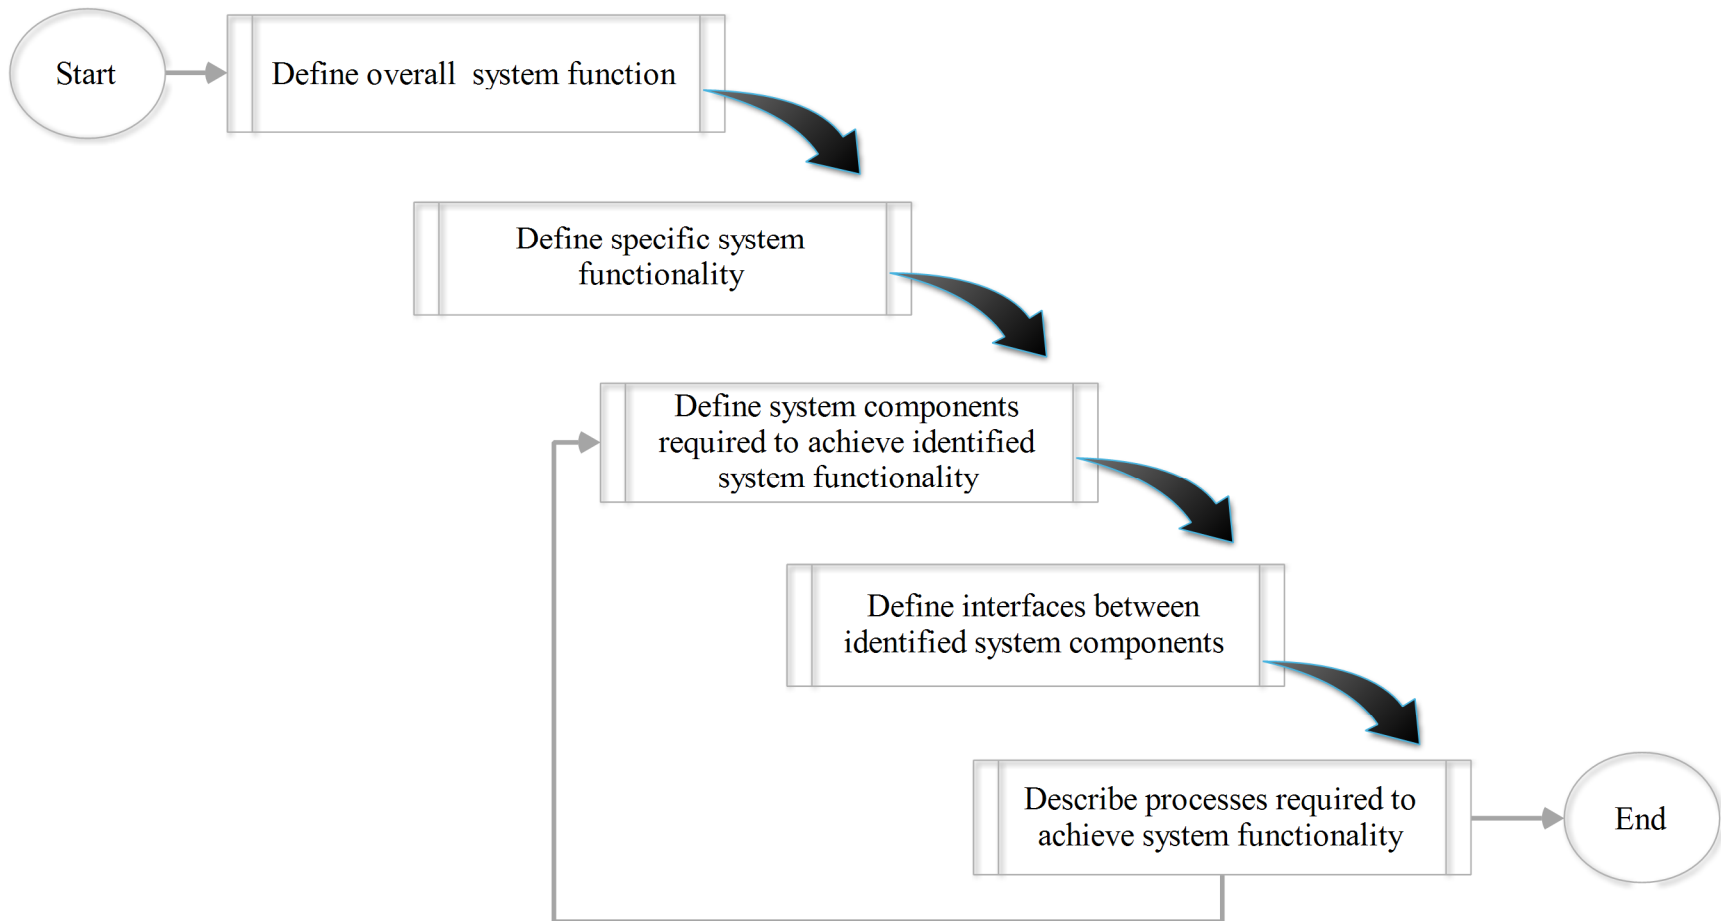 Start
Define overall system function
Define specific system
functionality
Define system components
required to achieve identified
system functionality
Define interfaces between
identified system components
Describe processes required to
achieve system functionality
End